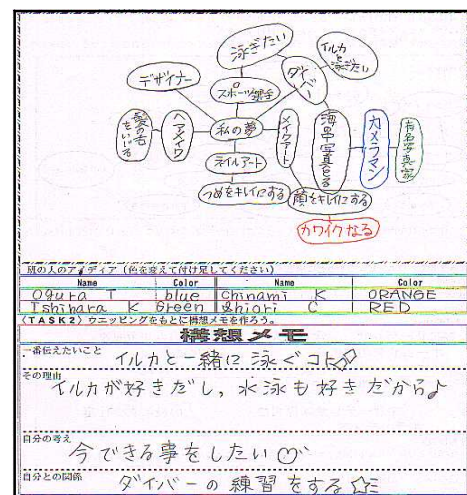 泳ぎたい
イルカと泳ぎたい
ダイバー
デザイナー
スポーツ選手
髪の毛をいじる
ヘアメイク
私の夢
メイクアート
海の写真をとる
カメラマン
有名写真家
ネイルアート
つめをキレイにする
顔をキレイにする
カワイクなる
班の人のアイディア（色を変えて付け足してください）
Name Color Name Color
Ogura T blue Chinami K ORANGE
Ishihara K Green Shiori C RED
(TASK2) ウェッビングをもとに構想メモを作ろう。
構想メモ
一番伝えたいこと
イルカと一緒に泳ぐコト
その理由
イルカが好きだし，水泳も好きだから♪
自分の考え
今できる事をしたい
自分との関係
ダイバーの練習をする